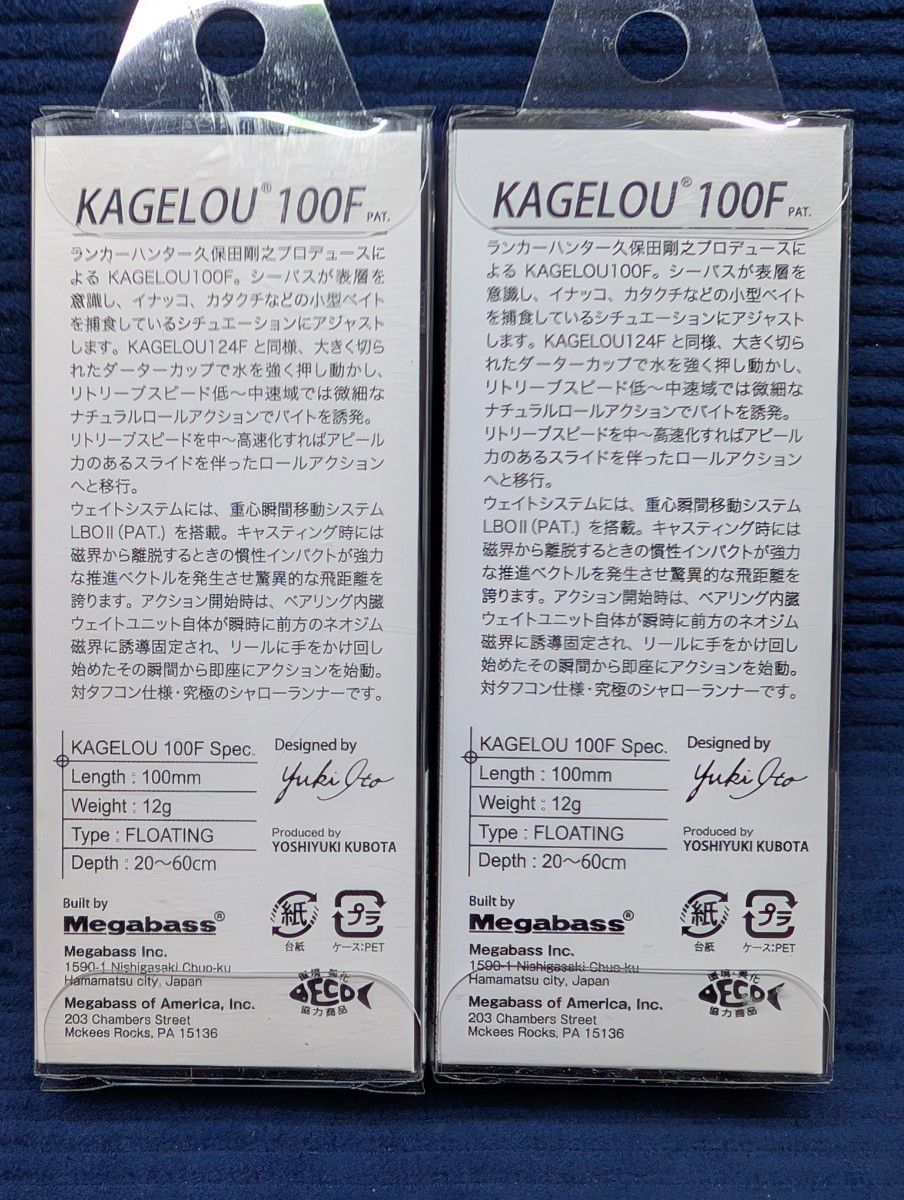 KAGELOU® 100F PAT.
ランカーハンター久保田剛之プロデュースに
よる KAGELOU100F。シーバスが表層を
意識し、イナッコ、カタクチなどの小型ベイト
を捕食しているシチュエーションにアジャスト
します。KAGELOU124F と同様、大きく切ら
れたダーターカップで水を強く押し動かし、
リトリーブスピード低～中速域では微細な
ナチュラルロールアクションでバイトを誘発。
リトリーブスピードを中～高速化すればアピール
力のあるスライドを伴ったロールアクション
へと移行。
ウェイトシステムには、重心瞬間移動システム
LBOⅡ(PAT.) を搭載。キャスティング時には
磁界から離脱するときの慣性インパクトが強力
な推進ベクトルを発生させ驚異的な飛距離を
誇ります。アクション開始時は、ベアリング内臓
ウェイトユニット自体が瞬時に前方のネオジム
磁界に誘導固定され、リールに手をかけ回し
始めたその瞬間から即座にアクションを始動。
対タフコン仕様・究極のシャローランナーです。
KAGELOU 100F Spec.
Length : 100mm
Weight : 12g
Type : FLOATING
Depth : 20～60cm
Designed by
Yuki Ito
Produced by
YOSHIYUKI KUBOTA
Built by
Megabass®
紙
台紙
プラ
ケース:PET
Megabass Inc.
1590-1 Nishigasaki Chuo-ku
Hamamatsu city, Japan
Megabass of America, Inc.
203 Chambers Street
Mckees Rocks, PA 15136
環境・美化
ECO
協力商品
KAGELOU® 100F PAT.
ランカーハンター久保田剛之プロデュースに
よる KAGELOU100F。シーバスが表層を
意識し、イナッコ、カタクチなどの小型ベイト
を捕食しているシチュエーションにアジャスト
します。KAGELOU124F と同様、大きく切ら
れたダーターカップで水を強く押し動かし、
リトリーブスピード低～中速域では微細な
ナチュラルロールアクションでバイトを誘発。
リトリーブスピードを中～高速化すればアピール
力のあるスライドを伴ったロールアクション
へと移行。
ウェイトシステムには、重心瞬間移動システム
LBOⅡ(PAT.) を搭載。キャスティング時には
磁界から離脱するときの慣性インパクトが強力
な推進ベクトルを発生させ驚異的な飛距離を
誇ります。アクション開始時は、ベアリング内臓
ウェイトユニット自体が瞬時に前方のネオジム
磁界に誘導固定され、リールに手をかけ回し
始めたその瞬間から即座にアクションを始動。
対タフコン仕様・究極のシャローランナーです。
KAGELOU 100F Spec.
Length : 100mm
Weight : 12g
Type : FLOATING
Depth : 20～60cm
Designed by
Yuki Ito
Produced by
YOSHIYUKI KUBOTA
Built by
Megabass®
紙
台紙
プラ
ケース:PET
Megabass Inc.
1590-1 Nishigasaki Chuo-ku
Hamamatsu city, Japan
Megabass of America, Inc.
203 Chambers Street
Mckees Rocks, PA 15136
環境・美化
ECO
協力商品